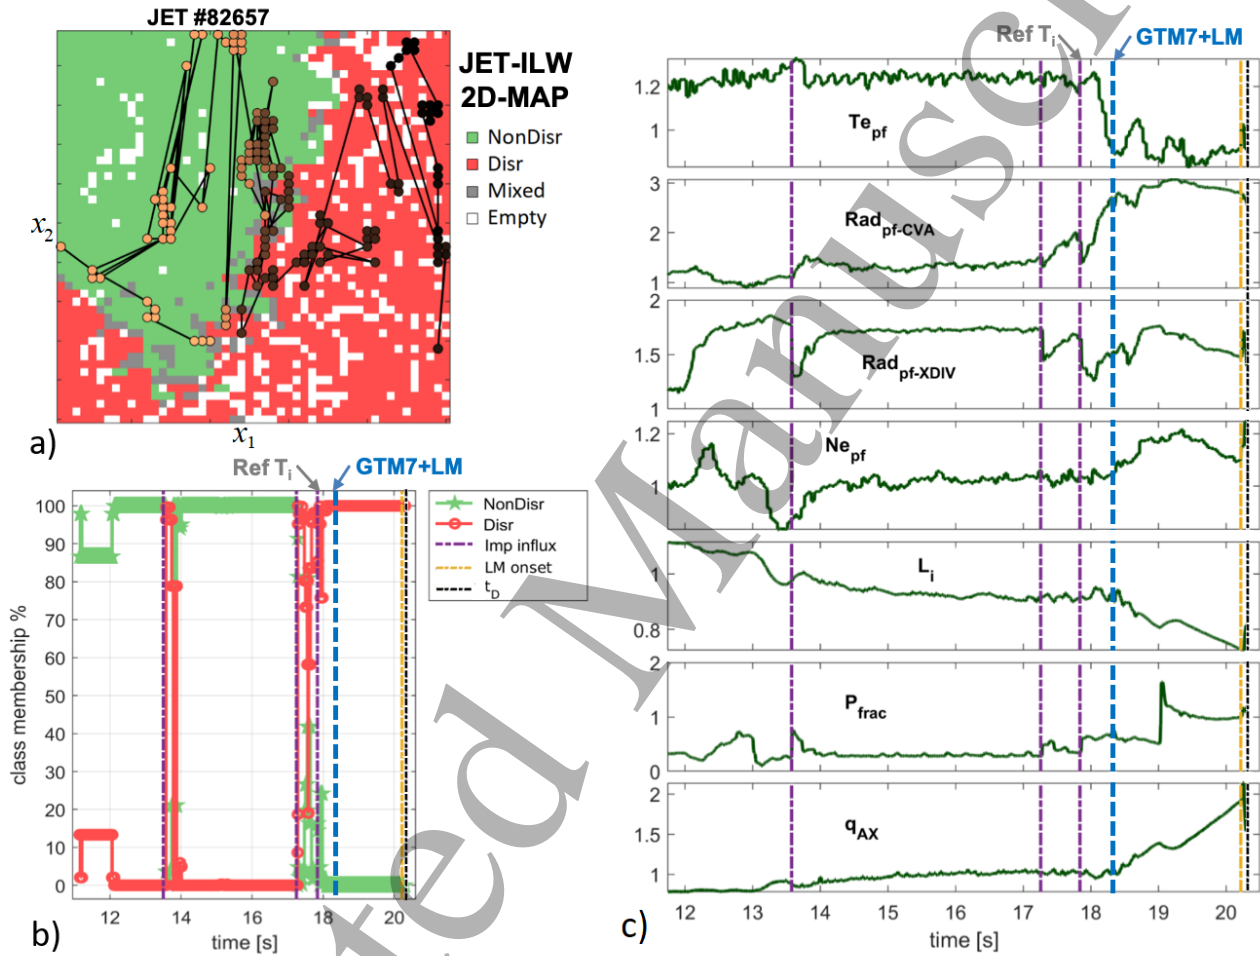 JET #82657
JET-ILW
2D-MAP
NonDisr
Disr
Mixed
Empty
x2
x1
a)
Ref Ti
GTM7+LM
100
90
80
70
60
50
40
30
20
10
0
class membership %
12 14 16 18 20
time [s]
NonDisr
Disr
Imp influx
LM onset
tD
b)
Ref Ti
GTM7+LM
1.2
1
Tepf
3
2
1
Radpf-CVA
2
1.5
1
Radpf-XDIV
1.2
1
Nepf
1
0.8
Li
2
1
0
Pfrac
2
1.5
1
qAX
12 13 14 15 16 17 18 19 20
time [s]
c)
ted Manuscri